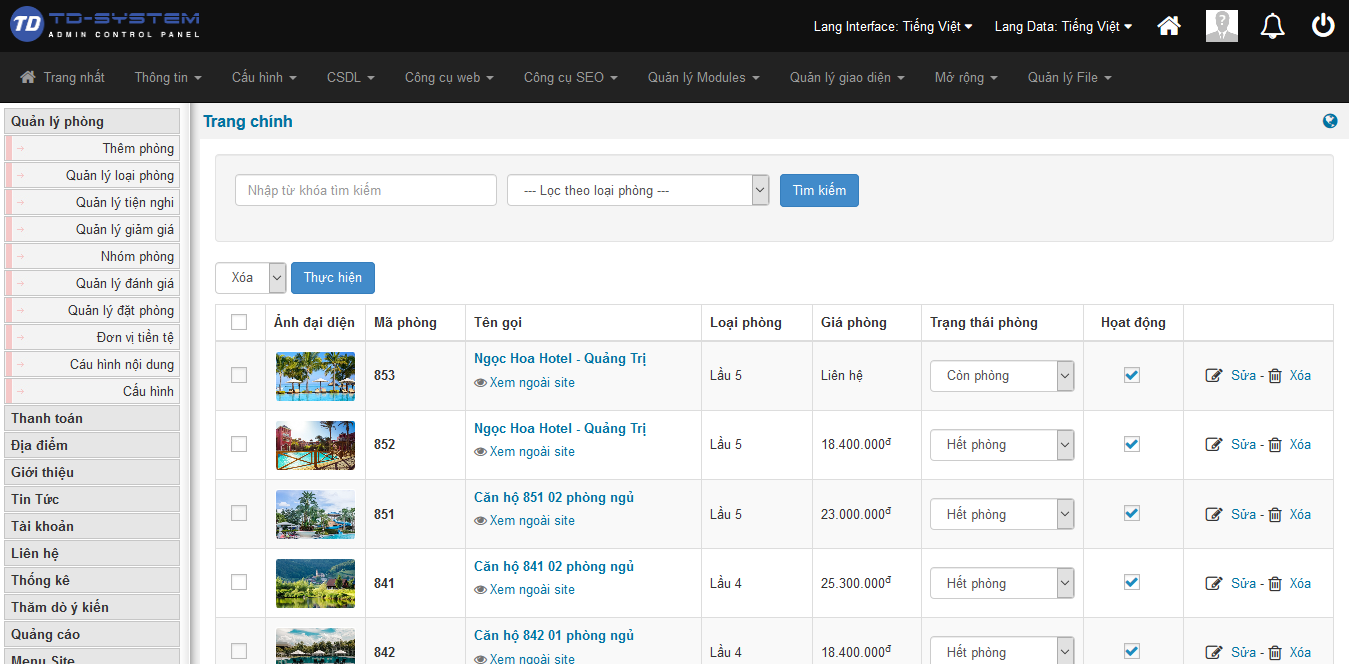 TD TD-SYSTEM
ADMIN CONTROL PANEL
Lang Interface: Tiếng Việt Lang Data: Tiếng Việt
Trang nhất Thông tin Cấu hình CSDL Công cụ web Công cụ SEO Quản lý Modules Quản lý giao diện Mở rộng Quản lý File
Quản lý phòng
Thêm phòng
Quản lý loại phòng
Quản lý tiện nghi
Quản lý giảm giá
Nhóm phòng
Quản lý đánh giá
Quản lý đặt phòng
Đơn vị tiền tệ
Cáu hình nội dung
Cấu hình
Thanh toán
Địa điểm
Giới thiệu
Tin Tức
Tài khoản
Liên hệ
Thống kê
Thăm dò ý kiến
Quảng cáo
Menu Site
Trang chính
Nhập từ khóa tìm kiếm --- Lọc theo loại phòng --- Tìm kiếm
Xóa Thực hiện
Ảnh đại diện Mã phòng Tên gọi Loại phòng Giá phòng Trạng thái phòng Họat động
853 Ngọc Hoa Hotel - Quảng Trị Lầu 5 Liên hệ Còn phòng Sửa - Xóa
Xem ngoài site
852 Ngọc Hoa Hotel - Quảng Trị Lầu 5 18.400.000đ Hết phòng Sửa - Xóa
Xem ngoài site
851 Căn hộ 851 02 phòng ngủ Lầu 5 23.000.000đ Hết phòng Sửa - Xóa
Xem ngoài site
841 Căn hộ 841 02 phòng ngủ Lầu 4 25.300.000đ Hết phòng Sửa - Xóa
Xem ngoài site
842 Căn hộ 842 01 phòng ngủ Lầu 4 18.400.000đ Hết phòng Sửa - Xóa
Xem ngoài site